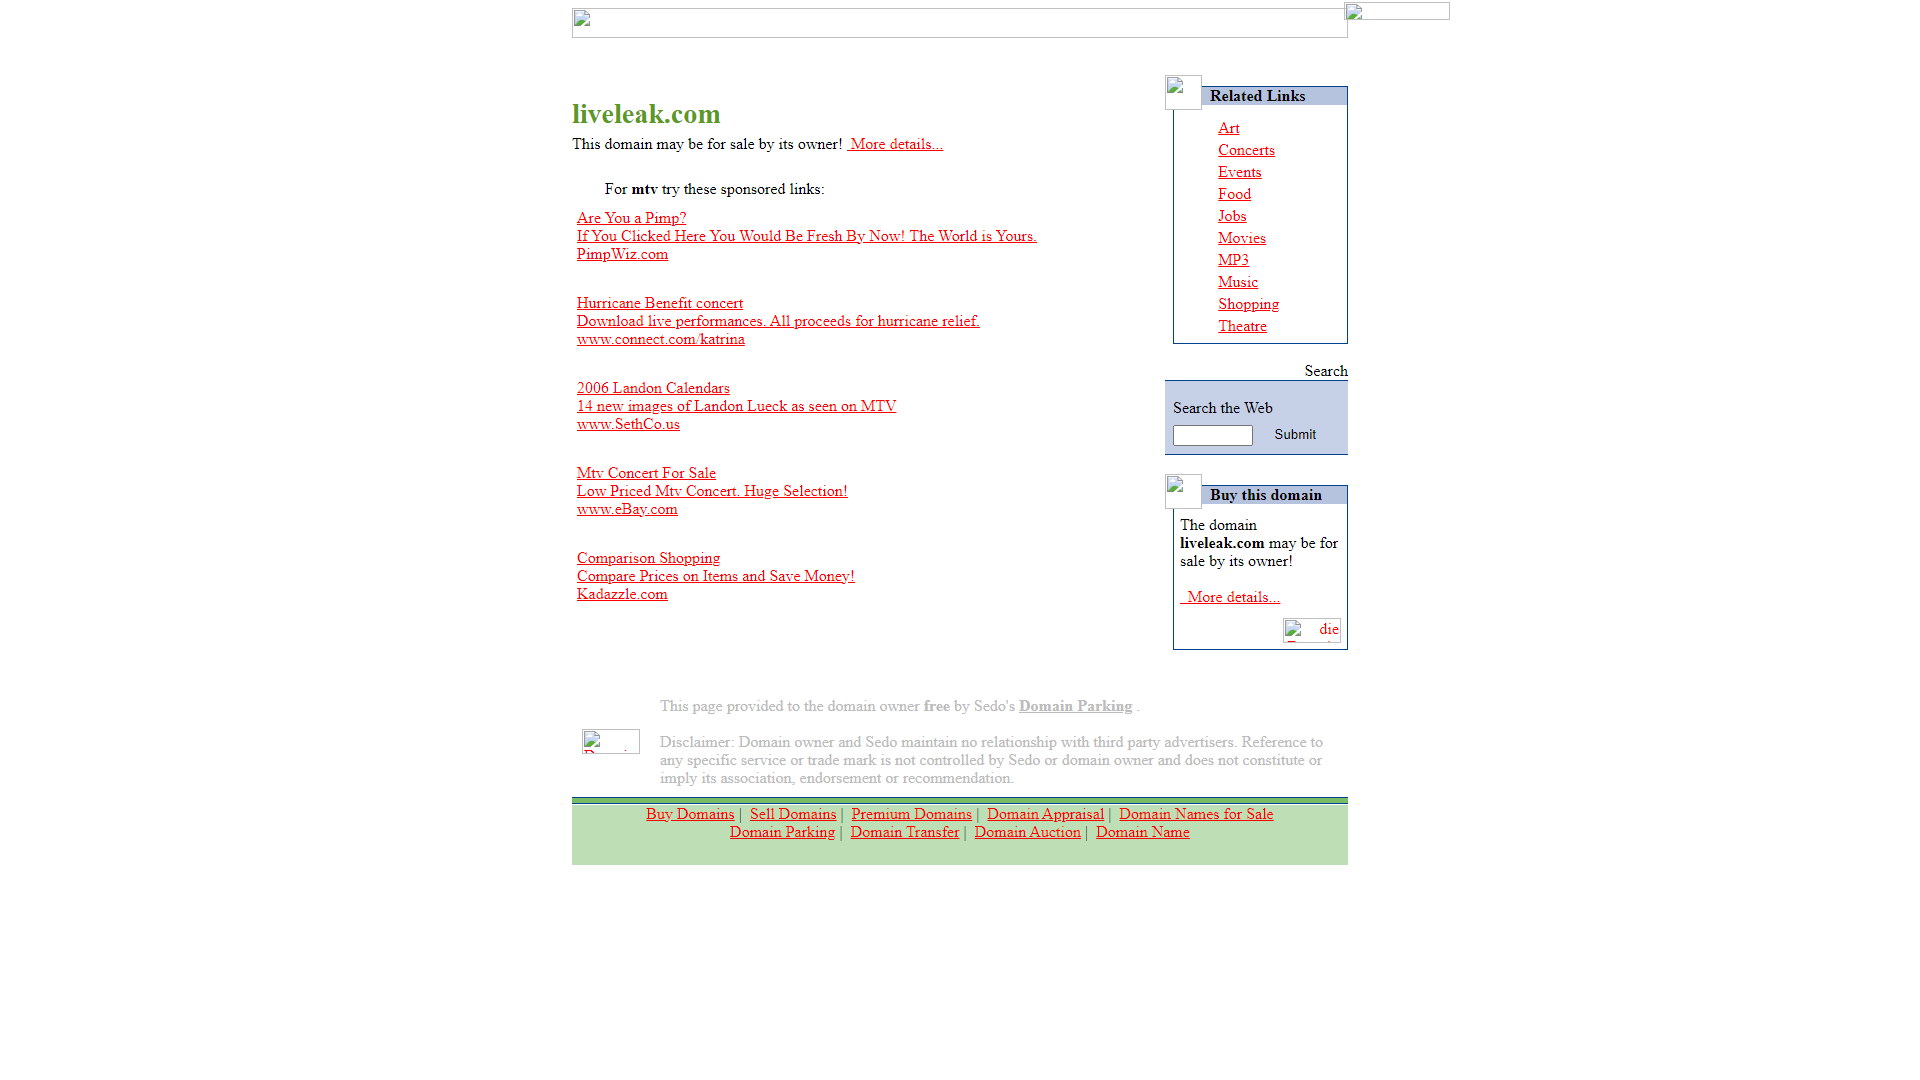 liveleak.com
This domain may be for sale by its owner!  More details...
For mtv try these sponsored links:
Are You a Pimp?
If You Clicked Here You Would Be Fresh By Now! The World is Yours.
PimpWiz.com
Hurricane Benefit concert
Download live performances. All proceeds for hurricane relief.
www.connect.com/katrina
2006 Landon Calendars
14 new images of Landon Lueck as seen on MTV
www.SethCo.us
Mtv Concert For Sale
Low Priced Mtv Concert. Huge Selection!
www.eBay.com
Comparison Shopping
Compare Prices on Items and Save Money!
Kadazzle.com
Related Links
Art
Concerts
Events
Food
Jobs
Movies
MP3
Music
Shopping
Theatre
Search
Search the Web
Submit
Buy this domain
The domain
liveleak.com may be for
sale by its owner!
More details...
die
This page provided to the domain owner free by Sedo's Domain Parking .
Disclaimer: Domain owner and Sedo maintain no relationship with third party advertisers. Reference to
any specific service or trade mark is not controlled by Sedo or domain owner and does not constitute or
imply its association, endorsement or recommendation.
Buy Domains | Sell Domains | Premium Domains | Domain Appraisal | Domain Names for Sale
Domain Parking | Domain Transfer | Domain Auction | Domain Name